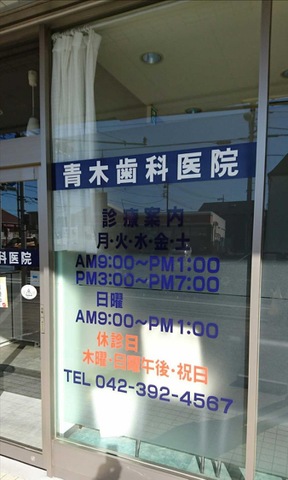 青木歯科医院
診療案内
月・火・水・金・土
AM9:00〜PM1:00
PM3:00〜PM7:00
日曜
AM9:00〜PM1:00
休診日
木曜・日曜午後・祝日
TEL 042-392-4567
科医院